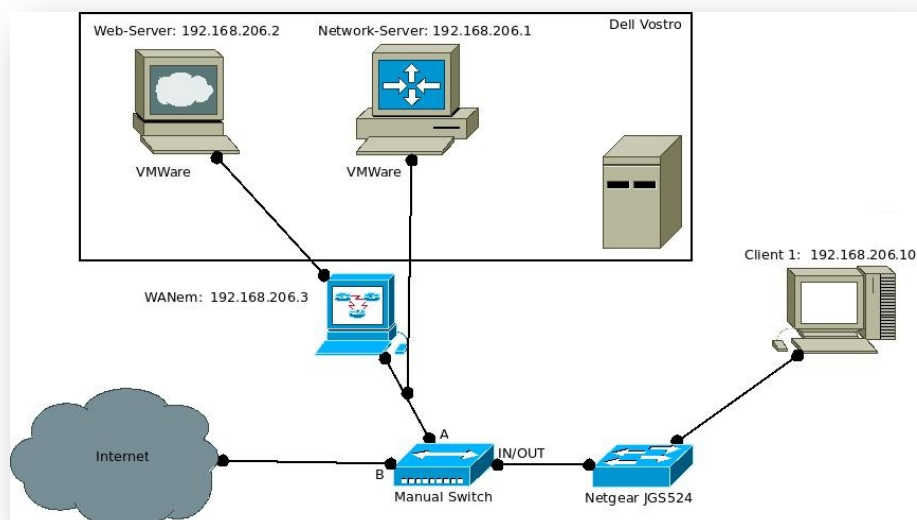 Web-Server: 192.168.206.2
Network-Server: 192.168.206.1
Dell Vostro
VMWare
VMWare
Client 1: 192.168.206.10
WANem: 192.168.206.3
A
Internet
B
IN/OUT
Manual Switch
Netgear JGS524